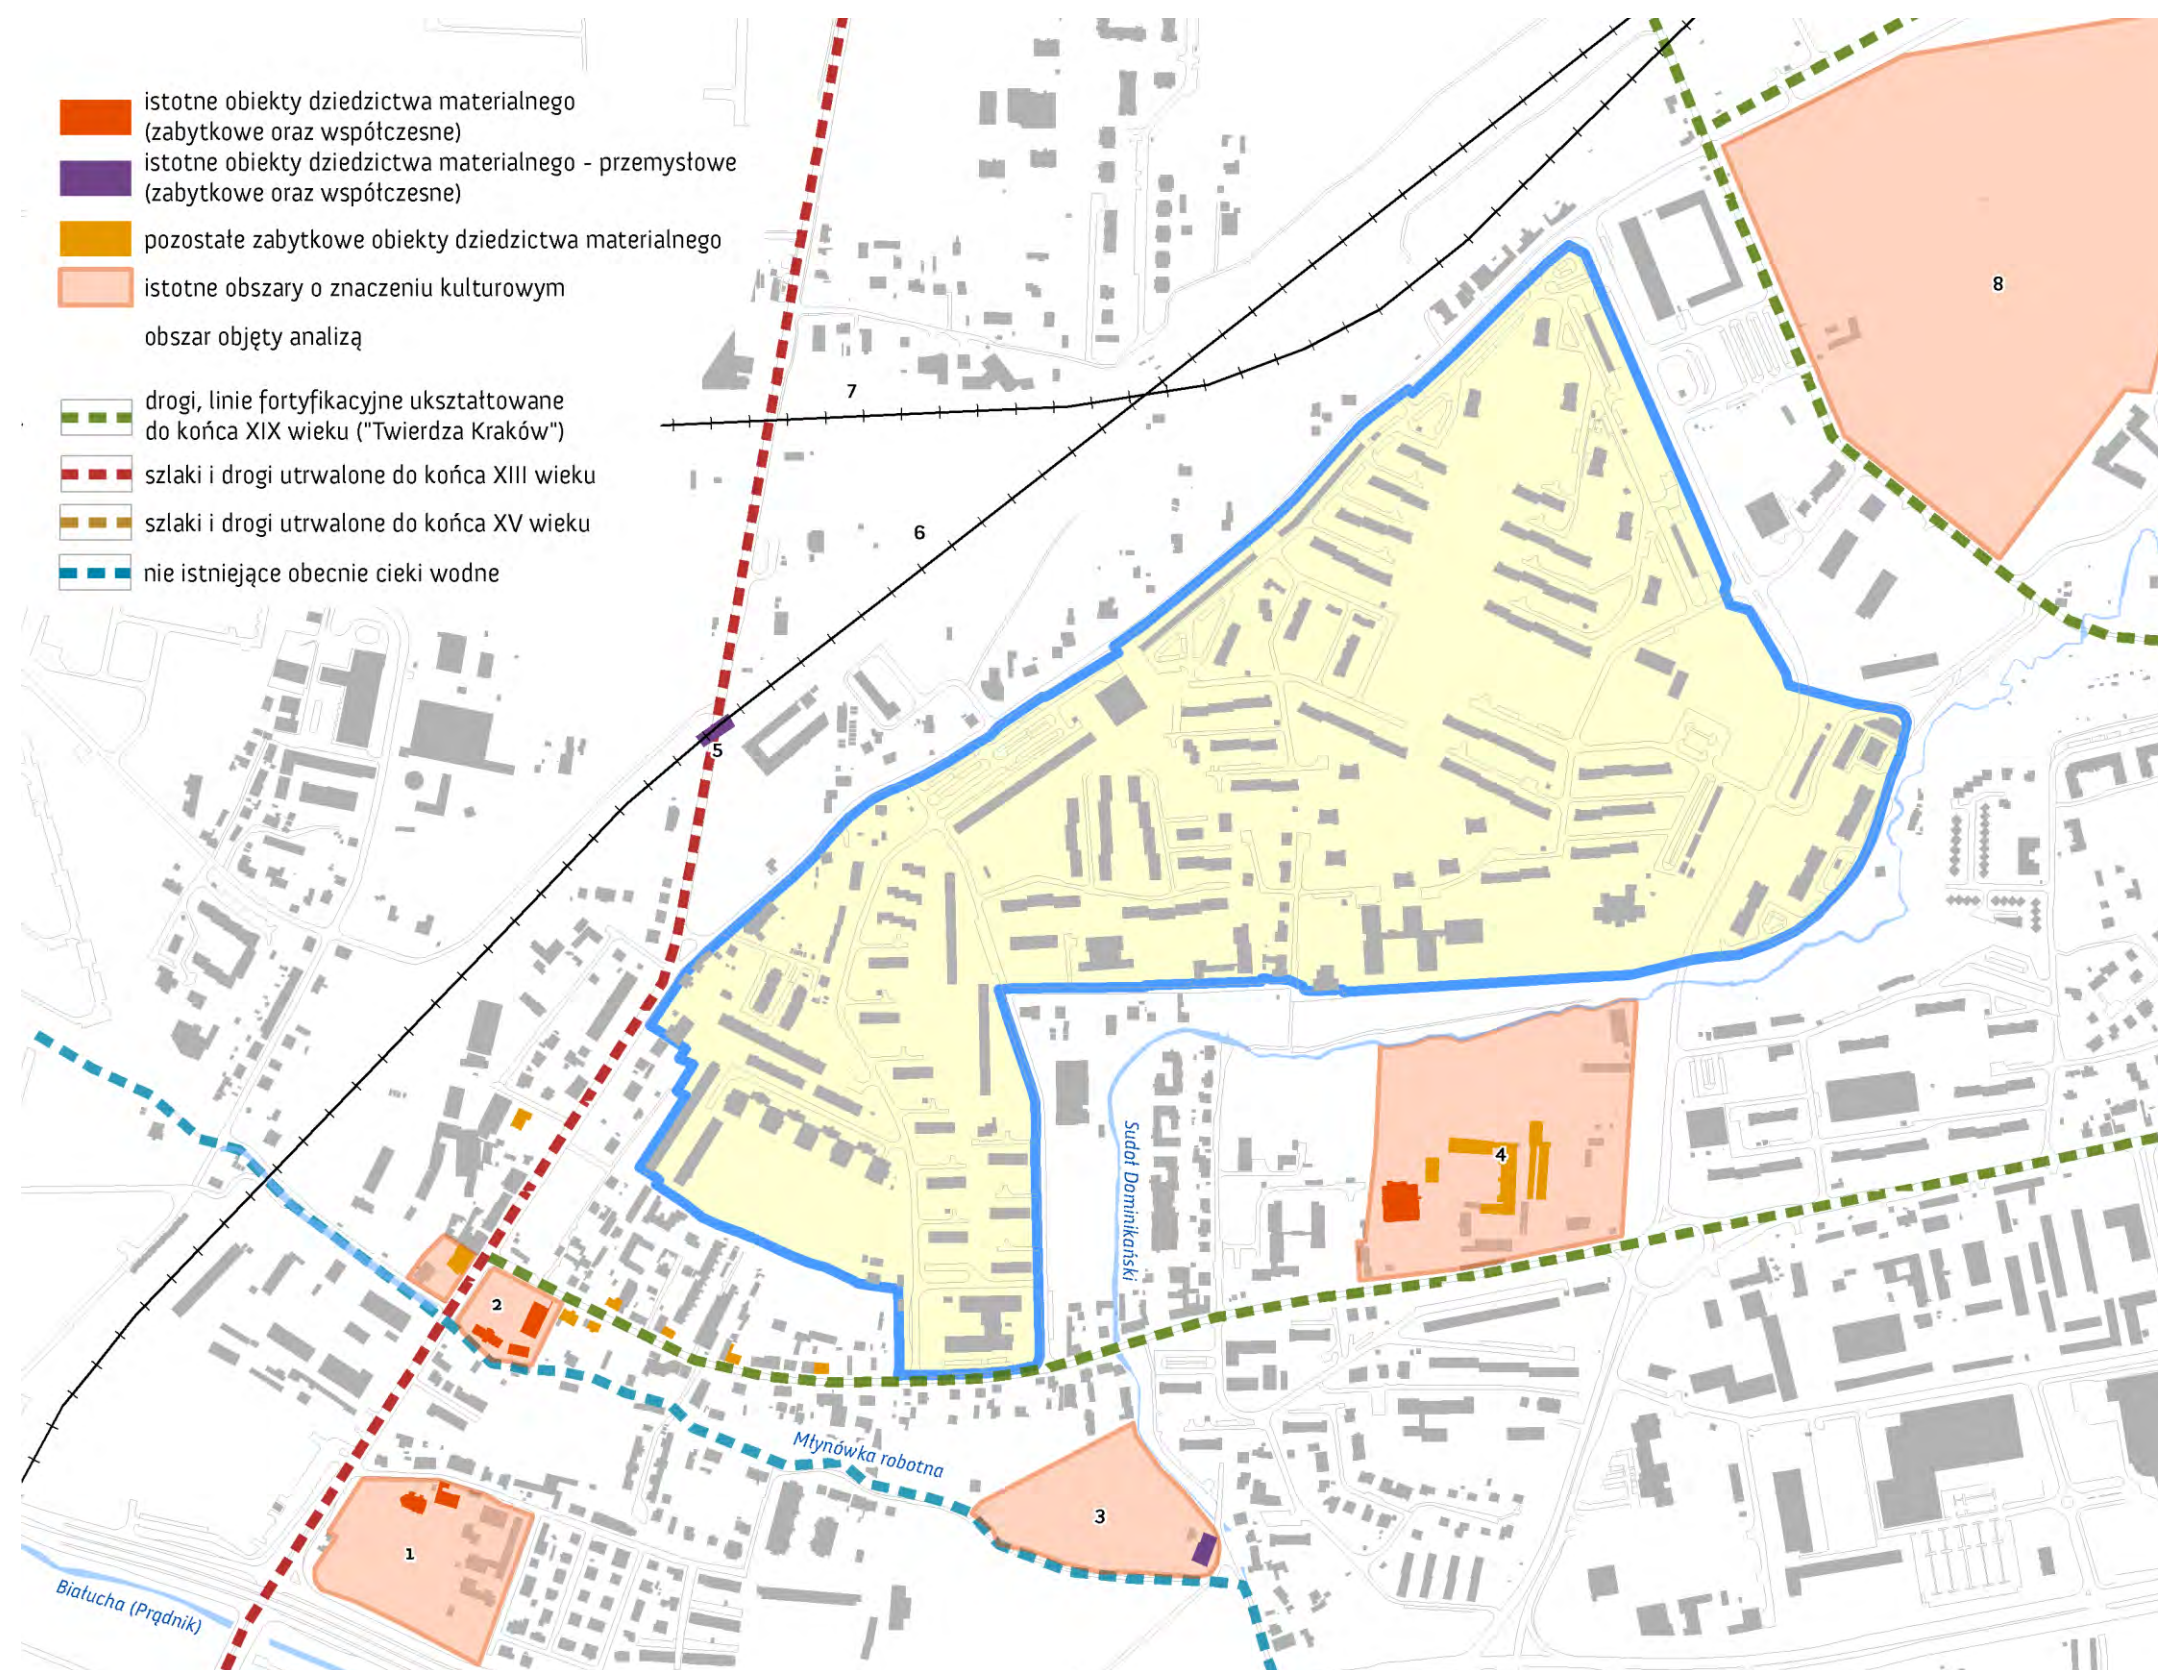 istotne obiekty dziedzictwa materialnego
(zabytkowe oraz współczesne)
istotne obiekty dziedzictwa materialnego - przemysłowe
(zabytkowe oraz współczesne)
pozostałe zabytkowe obiekty dziedzictwa materialnego
istotne obszary o znaczeniu kulturowym
obszar objęty analizą
drogi, linie fortyfikacyjne ukształtowane
do końca XIX wieku ("Twierdza Kraków")
szlaki i drogi utrwalone do końca XIII wieku
szlaki i drogi utrwalone do końca XV wieku
nie istniejące obecnie cieki wodne
8
7
6
5
4
Sudoł Dominikański
2
Młynówka robotna
3
1
Białucha (Prądnik)